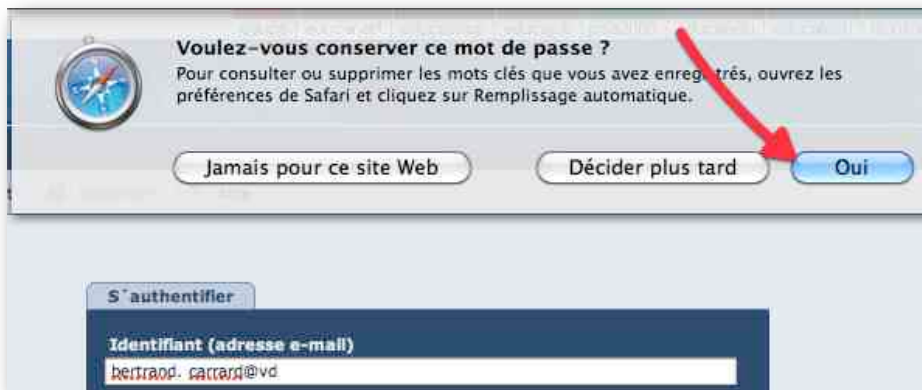 Voulez-vous conserver ce mot de passe ?
Pour consulter ou supprimer les mots clés que vous avez enregistrés, ouvrez les
préférences de Safari et cliquez sur Remplissage automatique.
Jamais pour ce site Web
Décider plus tard
Oui
S´authentifier
Identifiant (adresse e-mail)
bertrand. carrard@vd